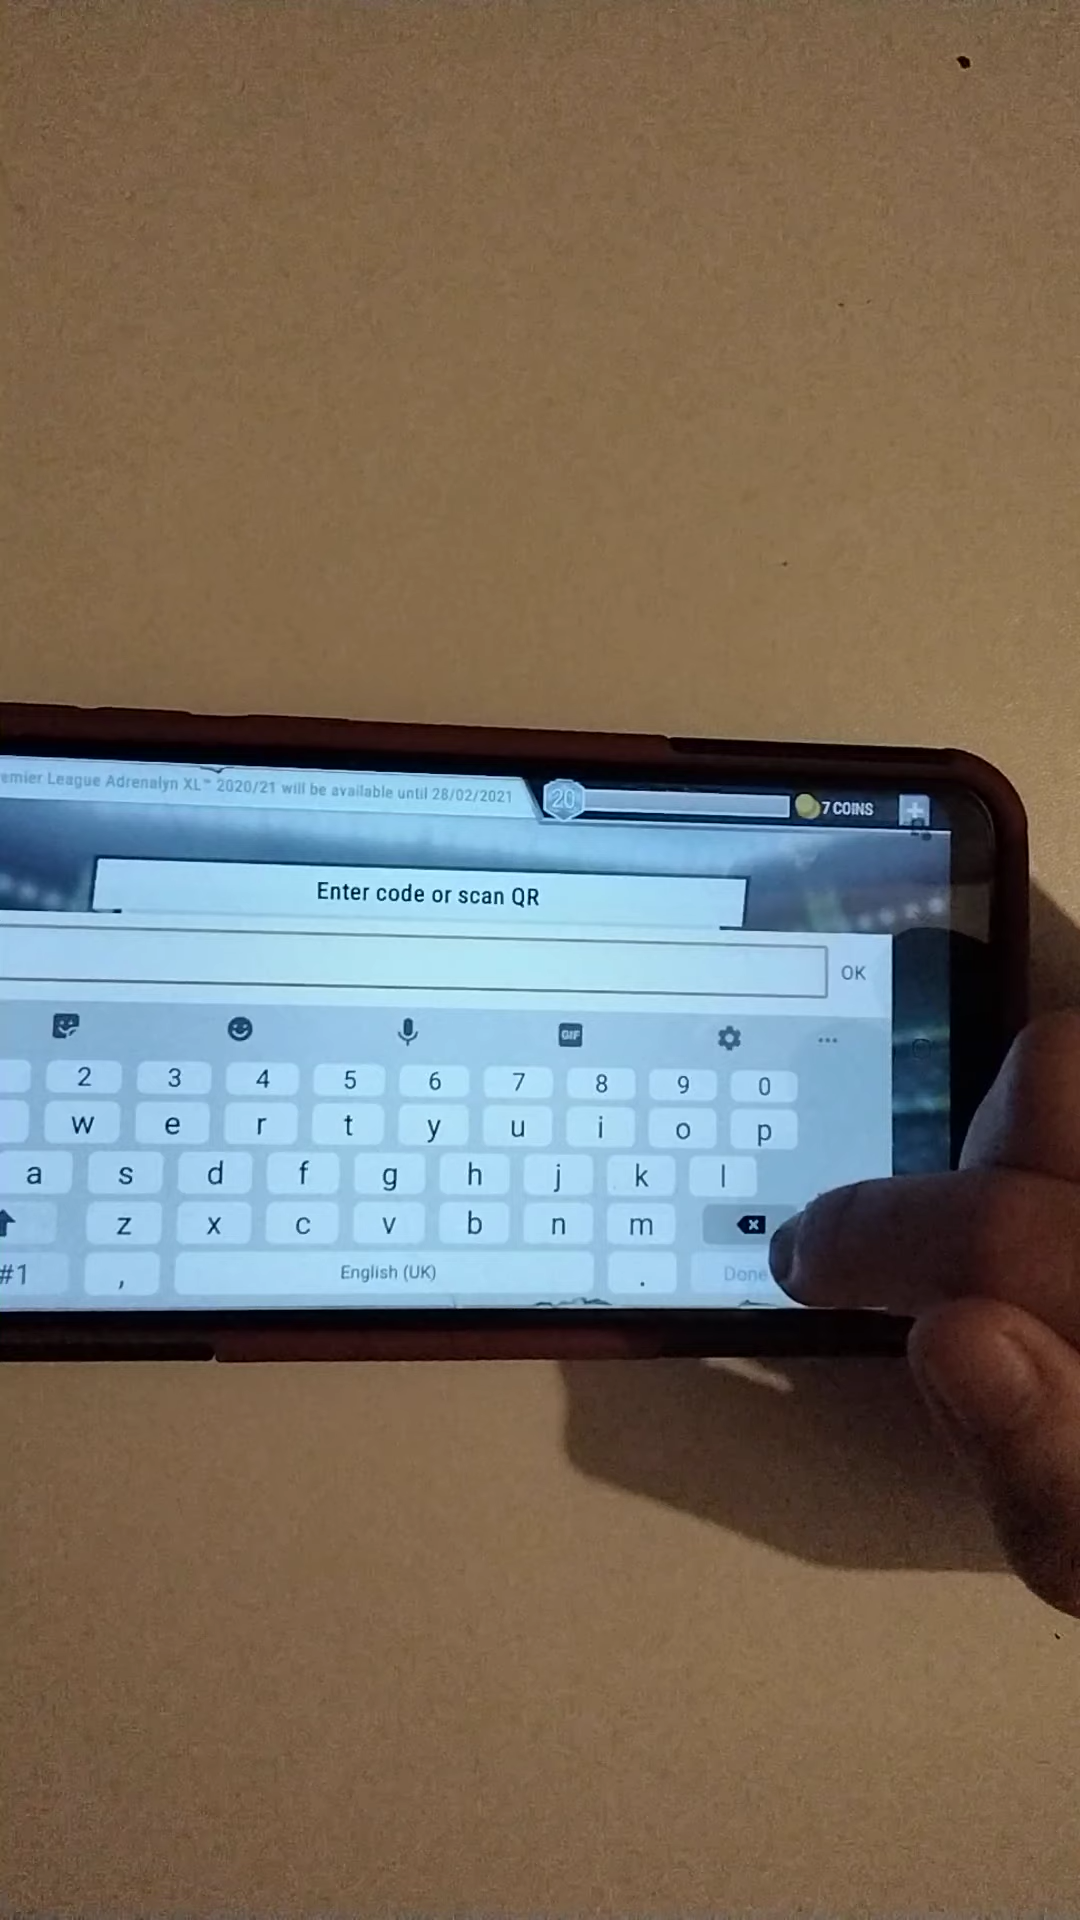 emier League Adrenalyn XL™ 2020/21 will be available until 28/02/2021
20
7 COINS
Enter code or scan QR
OK
GIF
2 3 4 5 6 7 8 9 0
w e r t y u i o p
a s d f g h j k l
z x c v b n m
#1 , English (UK) . Done